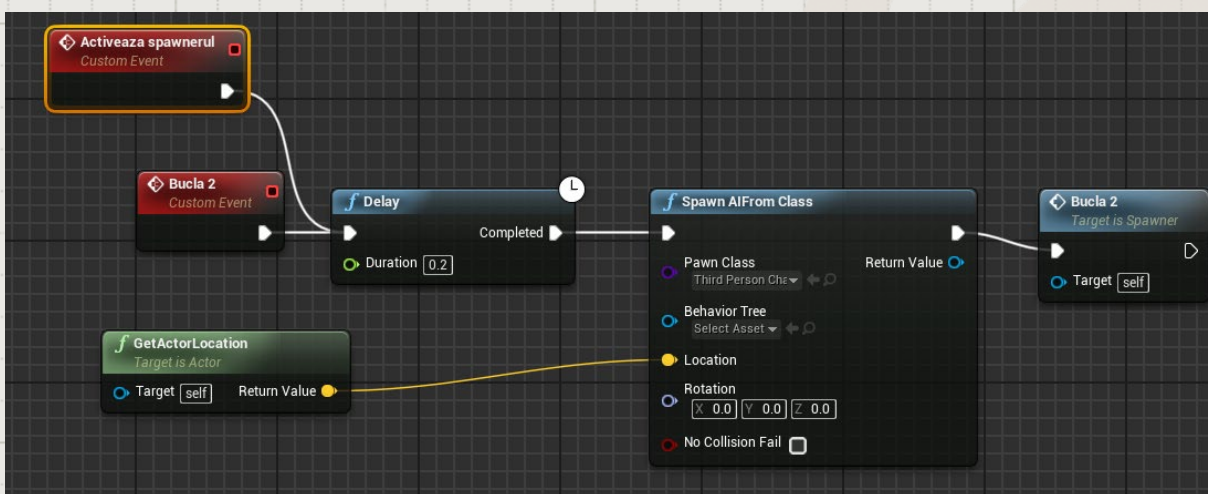 Activeaza spawnerul
Custom Event
Bucla 2
Custom Event
f Delay
Completed
Duration 0.2
f GetActorLocation
Target is Actor
Target self Return Value
f Spawn AIFrom Class
Pawn Class Return Value
Third Person Cha
Behavior Tree
Select Asset
Location
Rotation
X 0.0 Y 0.0 Z 0.0
No Collision Fail
Bucla 2
Target is Spawner
Target self